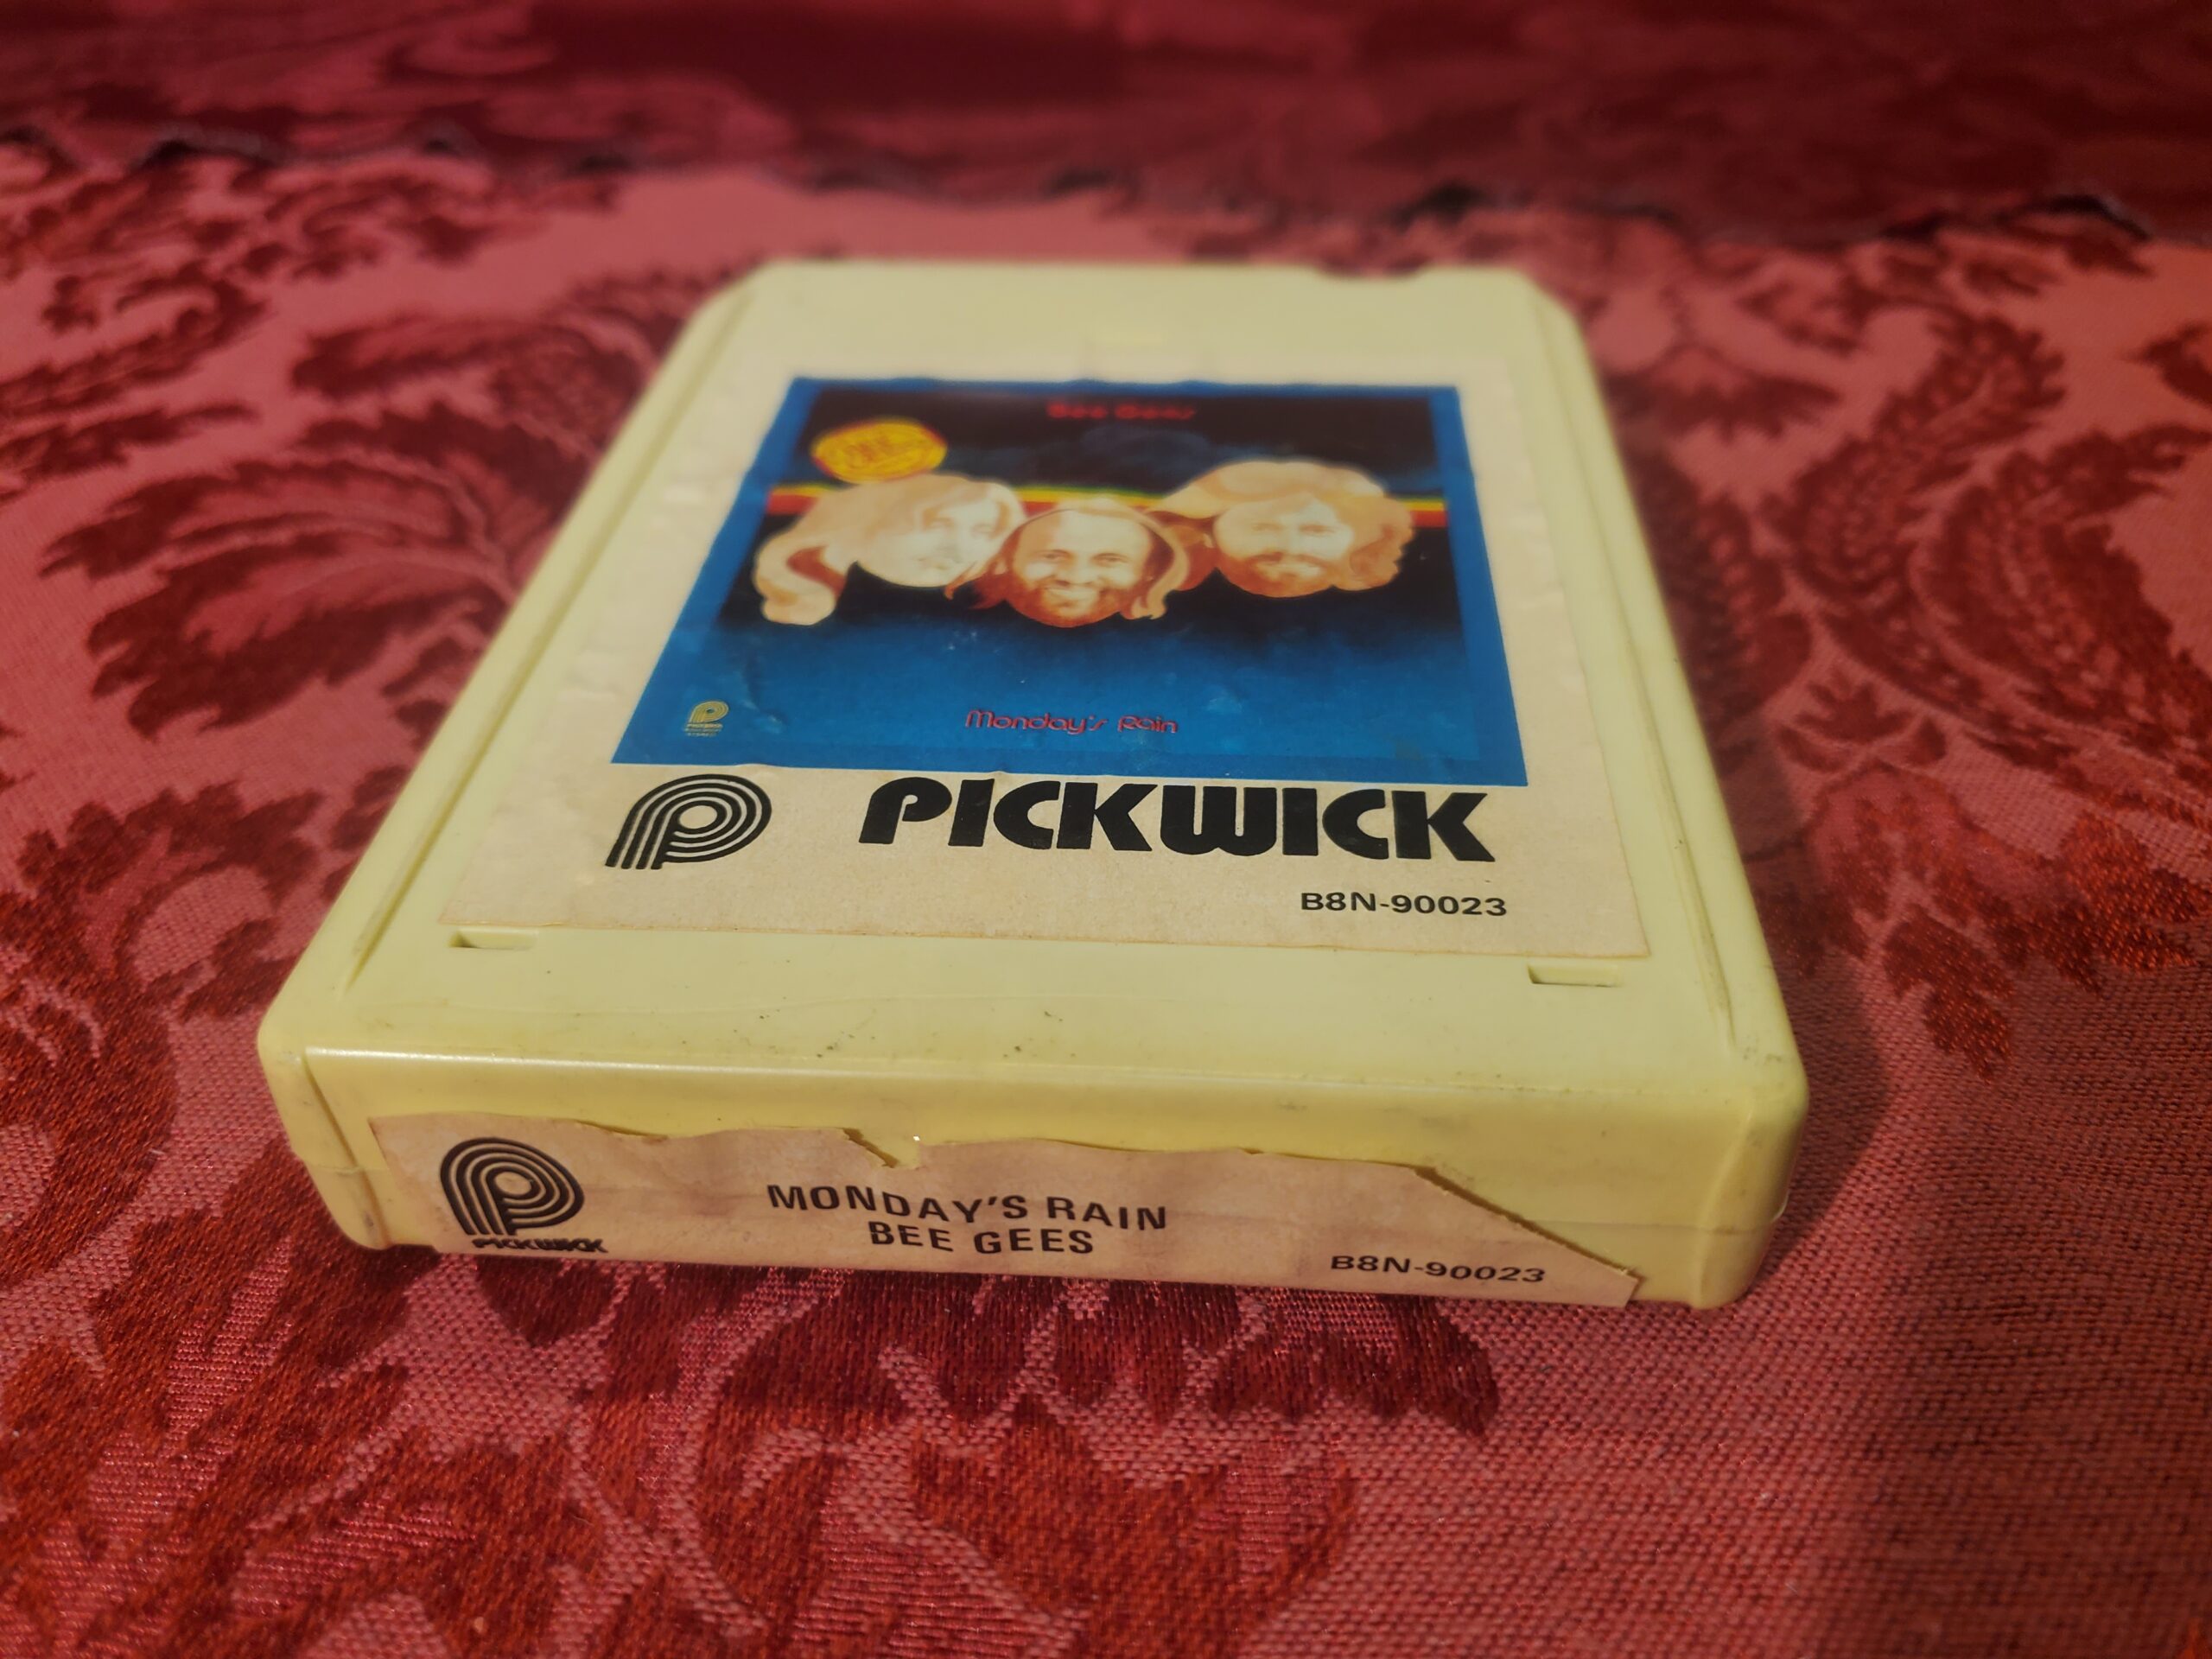 Bee Gees
Monday's Rain
PICKWICK
B8N-90023
PICKWICK
MONDAY'S RAIN
BEE GEES
B8N-90023